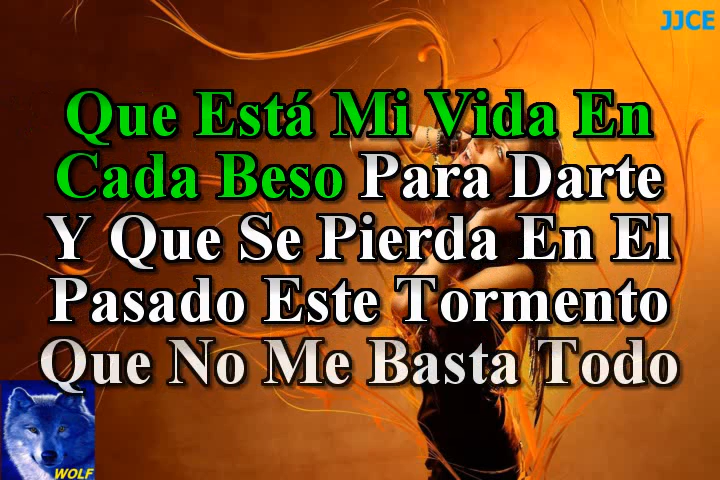 JJCE
Que Está Mi Vida En
Cada Beso Para Darte
Y Que Se Pierda En El
Pasado Este Tormento
Que No Me Basta Todo
WOLF